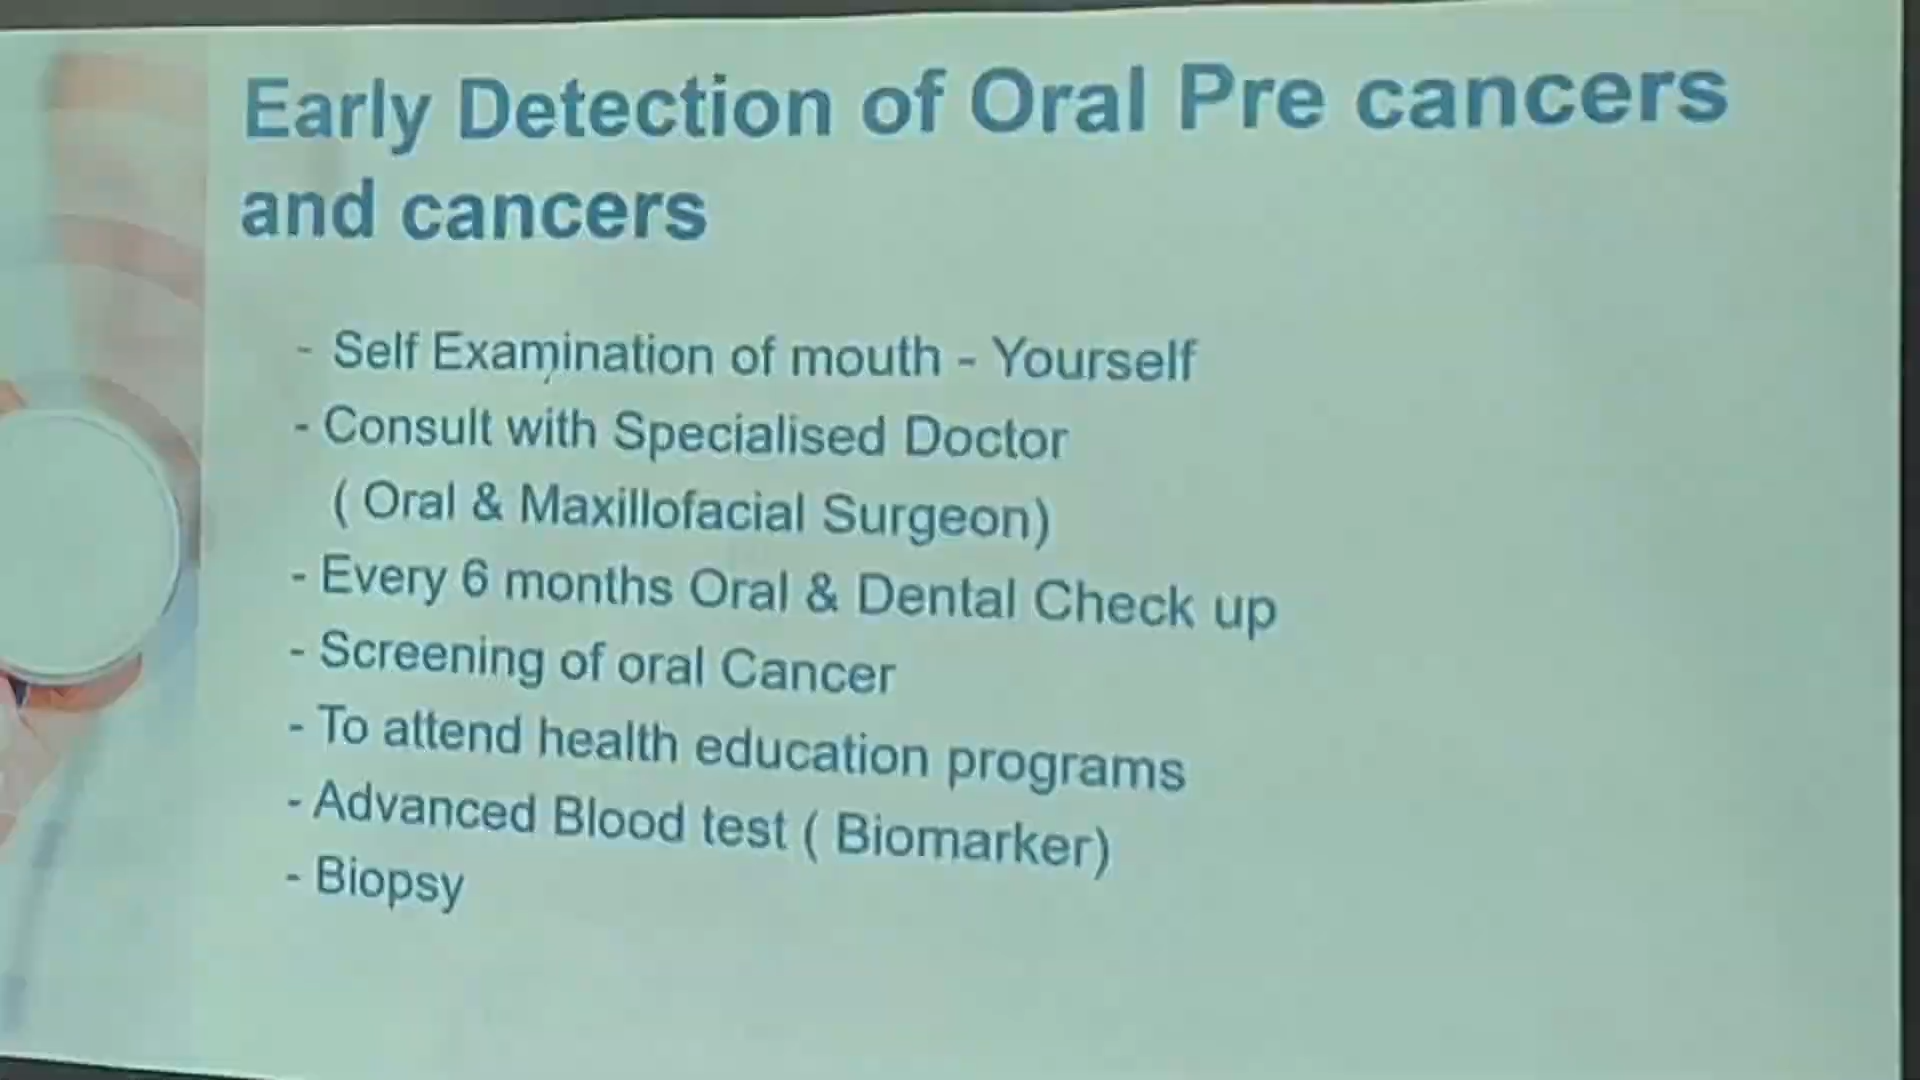 Early Detection of Oral Pre cancers
and cancers
- Self Examination of mouth - Yourself
- Consult with Specialised Doctor
( Oral & Maxillofacial Surgeon)
- Every 6 months Oral & Dental Check up
- Screening of oral Cancer
- To attend health education programs
- Advanced Blood test ( Biomarker)
- Biopsy